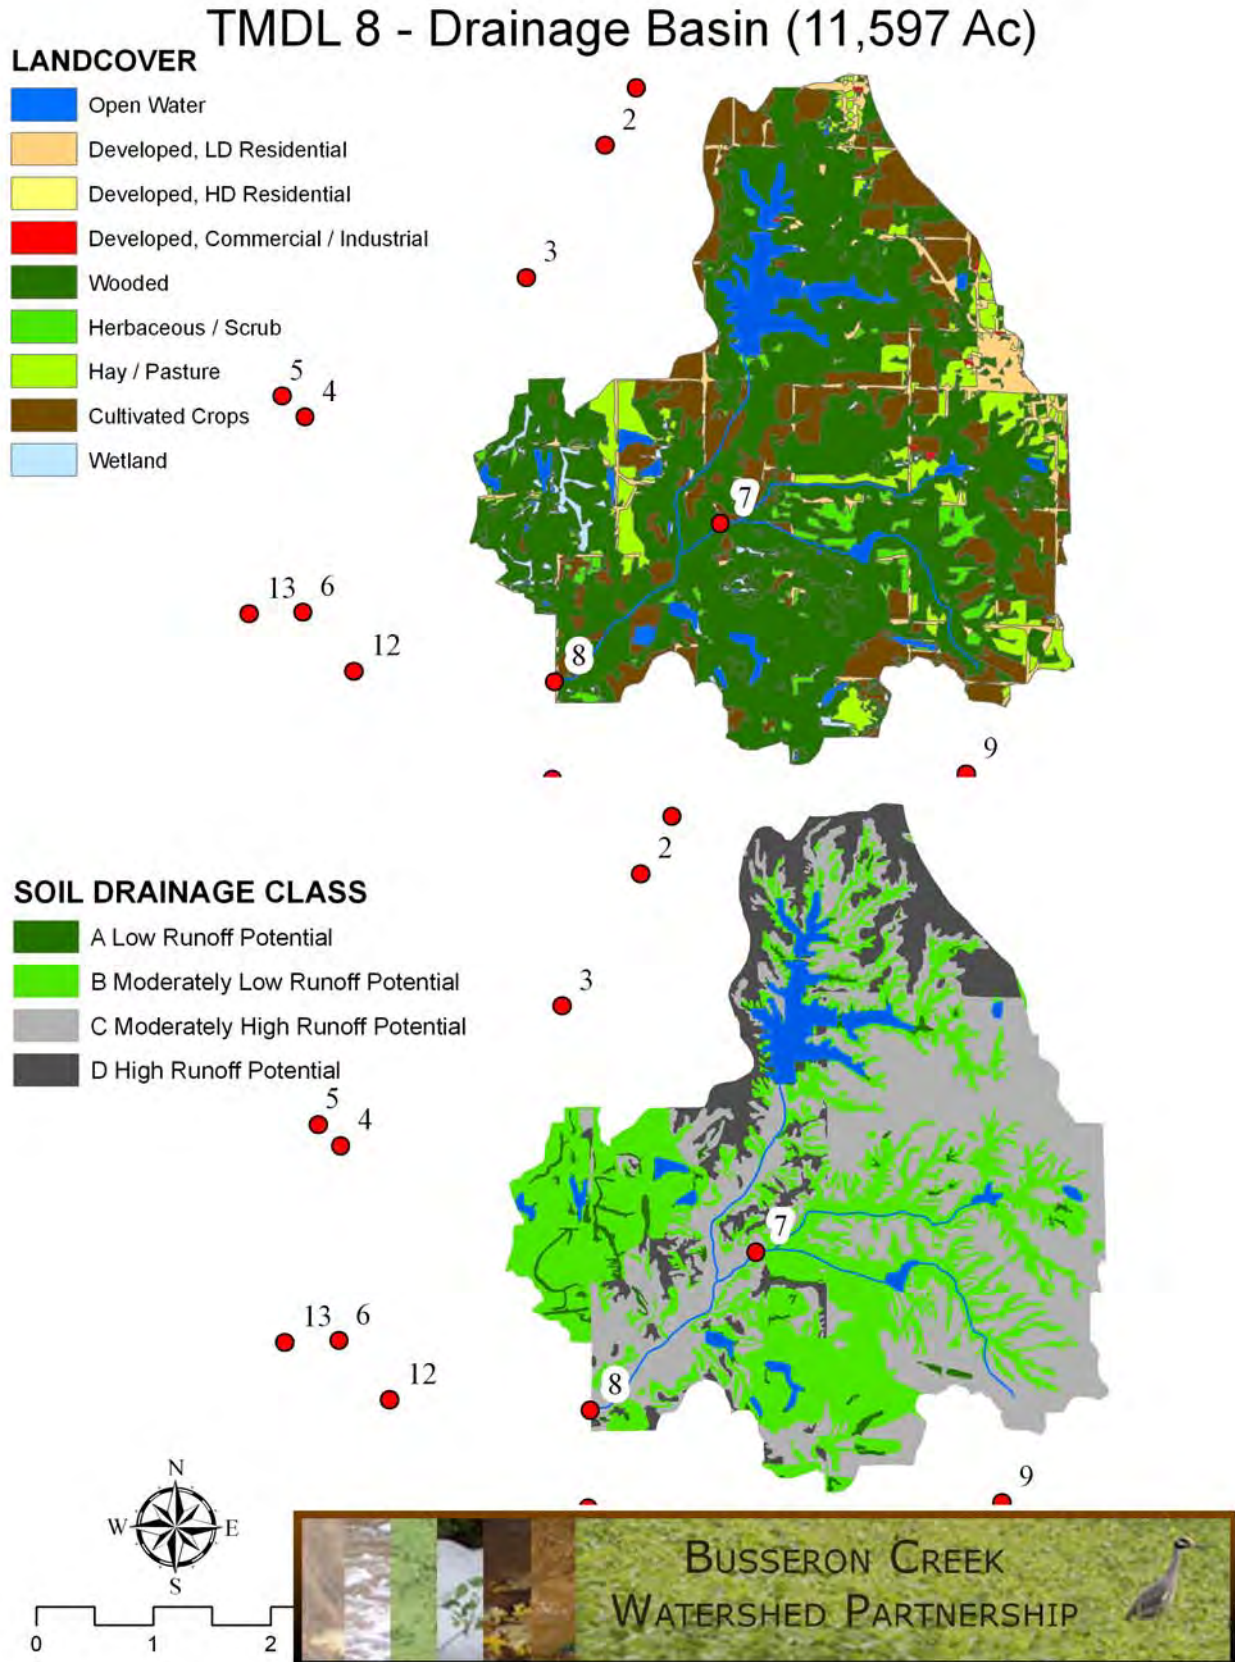 TMDL 8 - Drainage Basin (11,597 Ac)
LANDCOVER
Open Water
Developed, LD Residential
Developed, HD Residential
Developed, Commercial / Industrial
Wooded
Herbaceous / Scrub
Hay / Pasture
Cultivated Crops
Wetland
2
3
5
4
7
13
6
12
8
9
SOIL DRAINAGE CLASS
A Low Runoff Potential
B Moderately Low Runoff Potential
C Moderately High Runoff Potential
D High Runoff Potential
2
3
5
4
7
13
6
12
8
9
N
W
E
S
0
1
2
BUSSERON CREEK
WATERSHED PARTNERSHIP